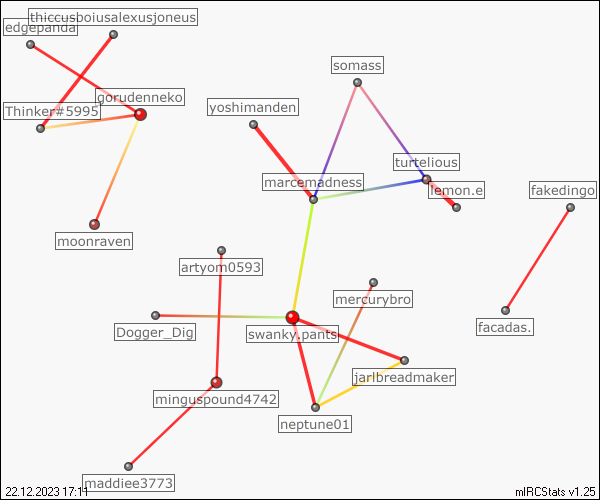 thiccusboiusalexusjoneus
edgepanda
somass
gorudenneko
yoshimanden
Thinker#5995
turtelious
marcemadness
lemon.e
fakedingo
moonraven
artyom0593
mercurybro
Dogger_Dig
swanky.pants
facadas.
jarlbreadmaker
minguspound4742
neptune01
maddiee3773
22.12.2023 17:11
mIRCStats v1.25